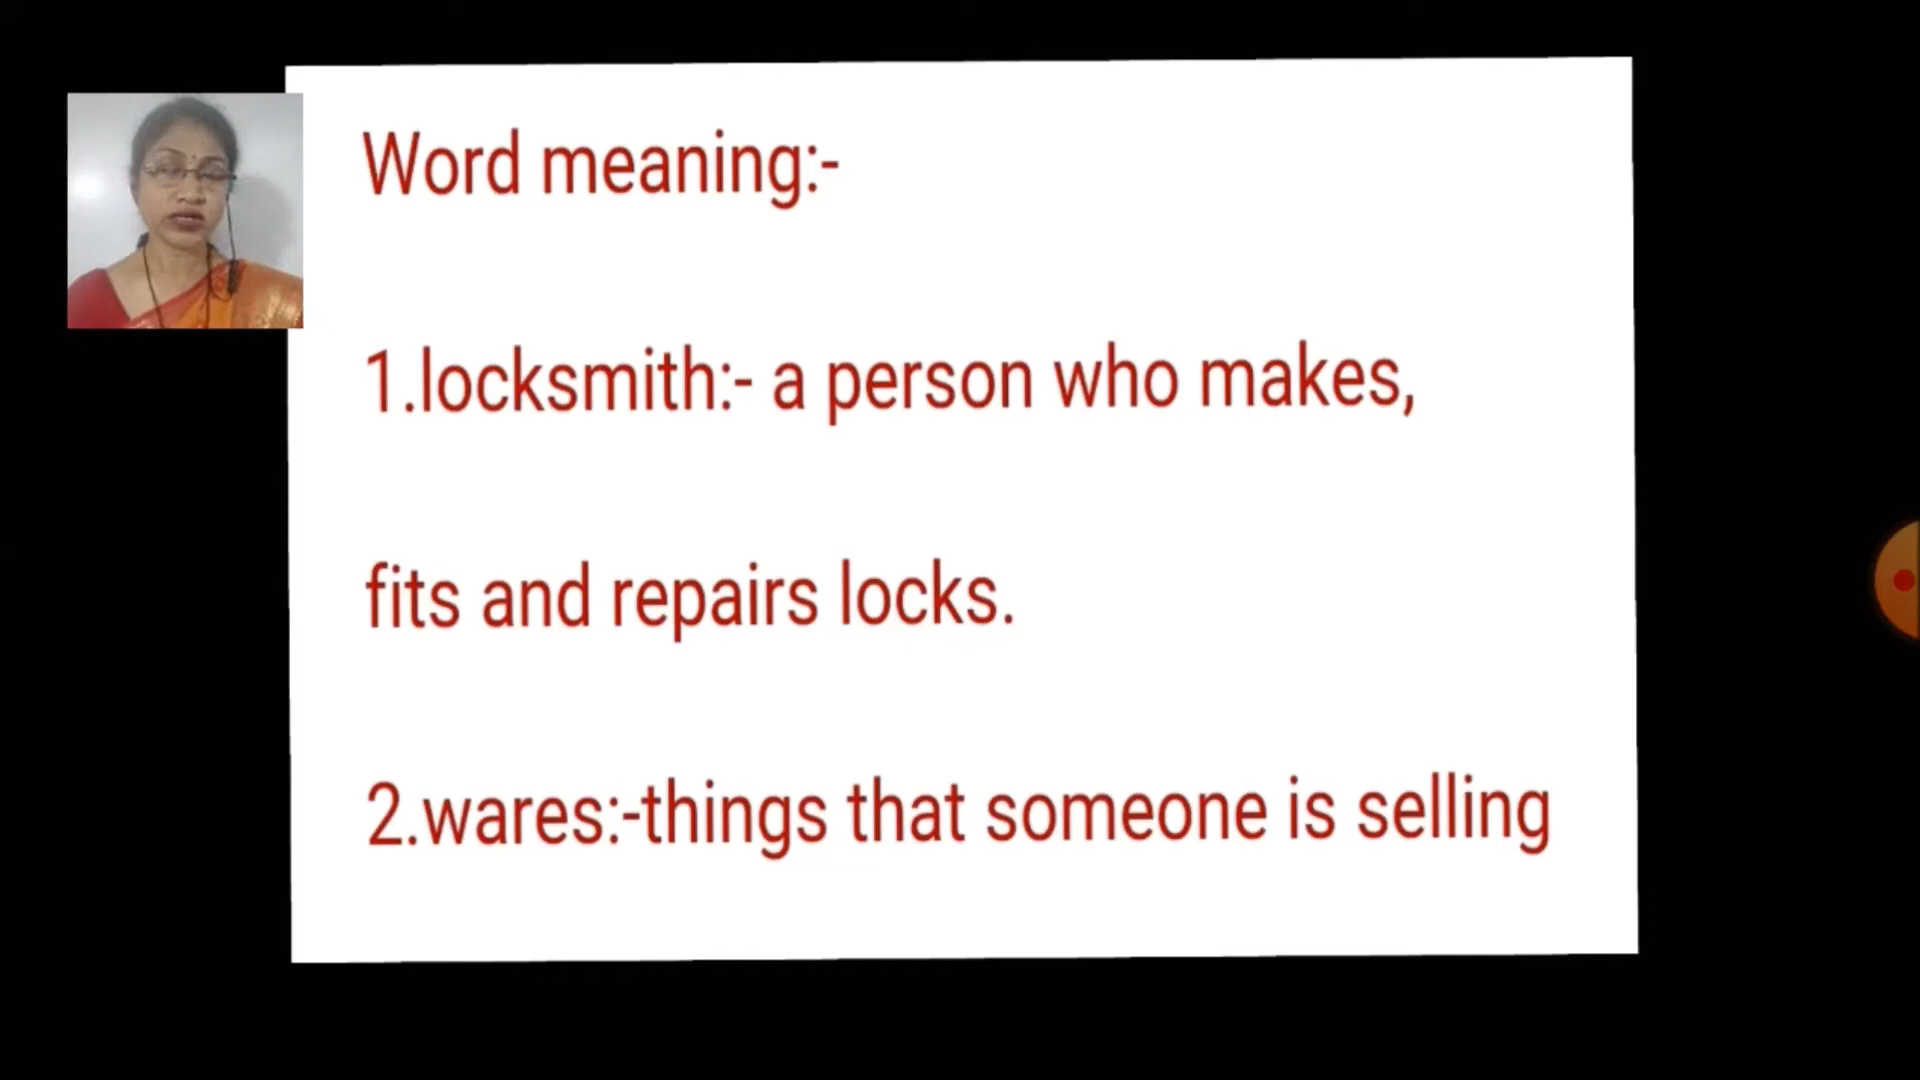 Word meaning:-
1.locksmith:- a person who makes,
fits and repairs locks.
2.wares:-things that someone is selling